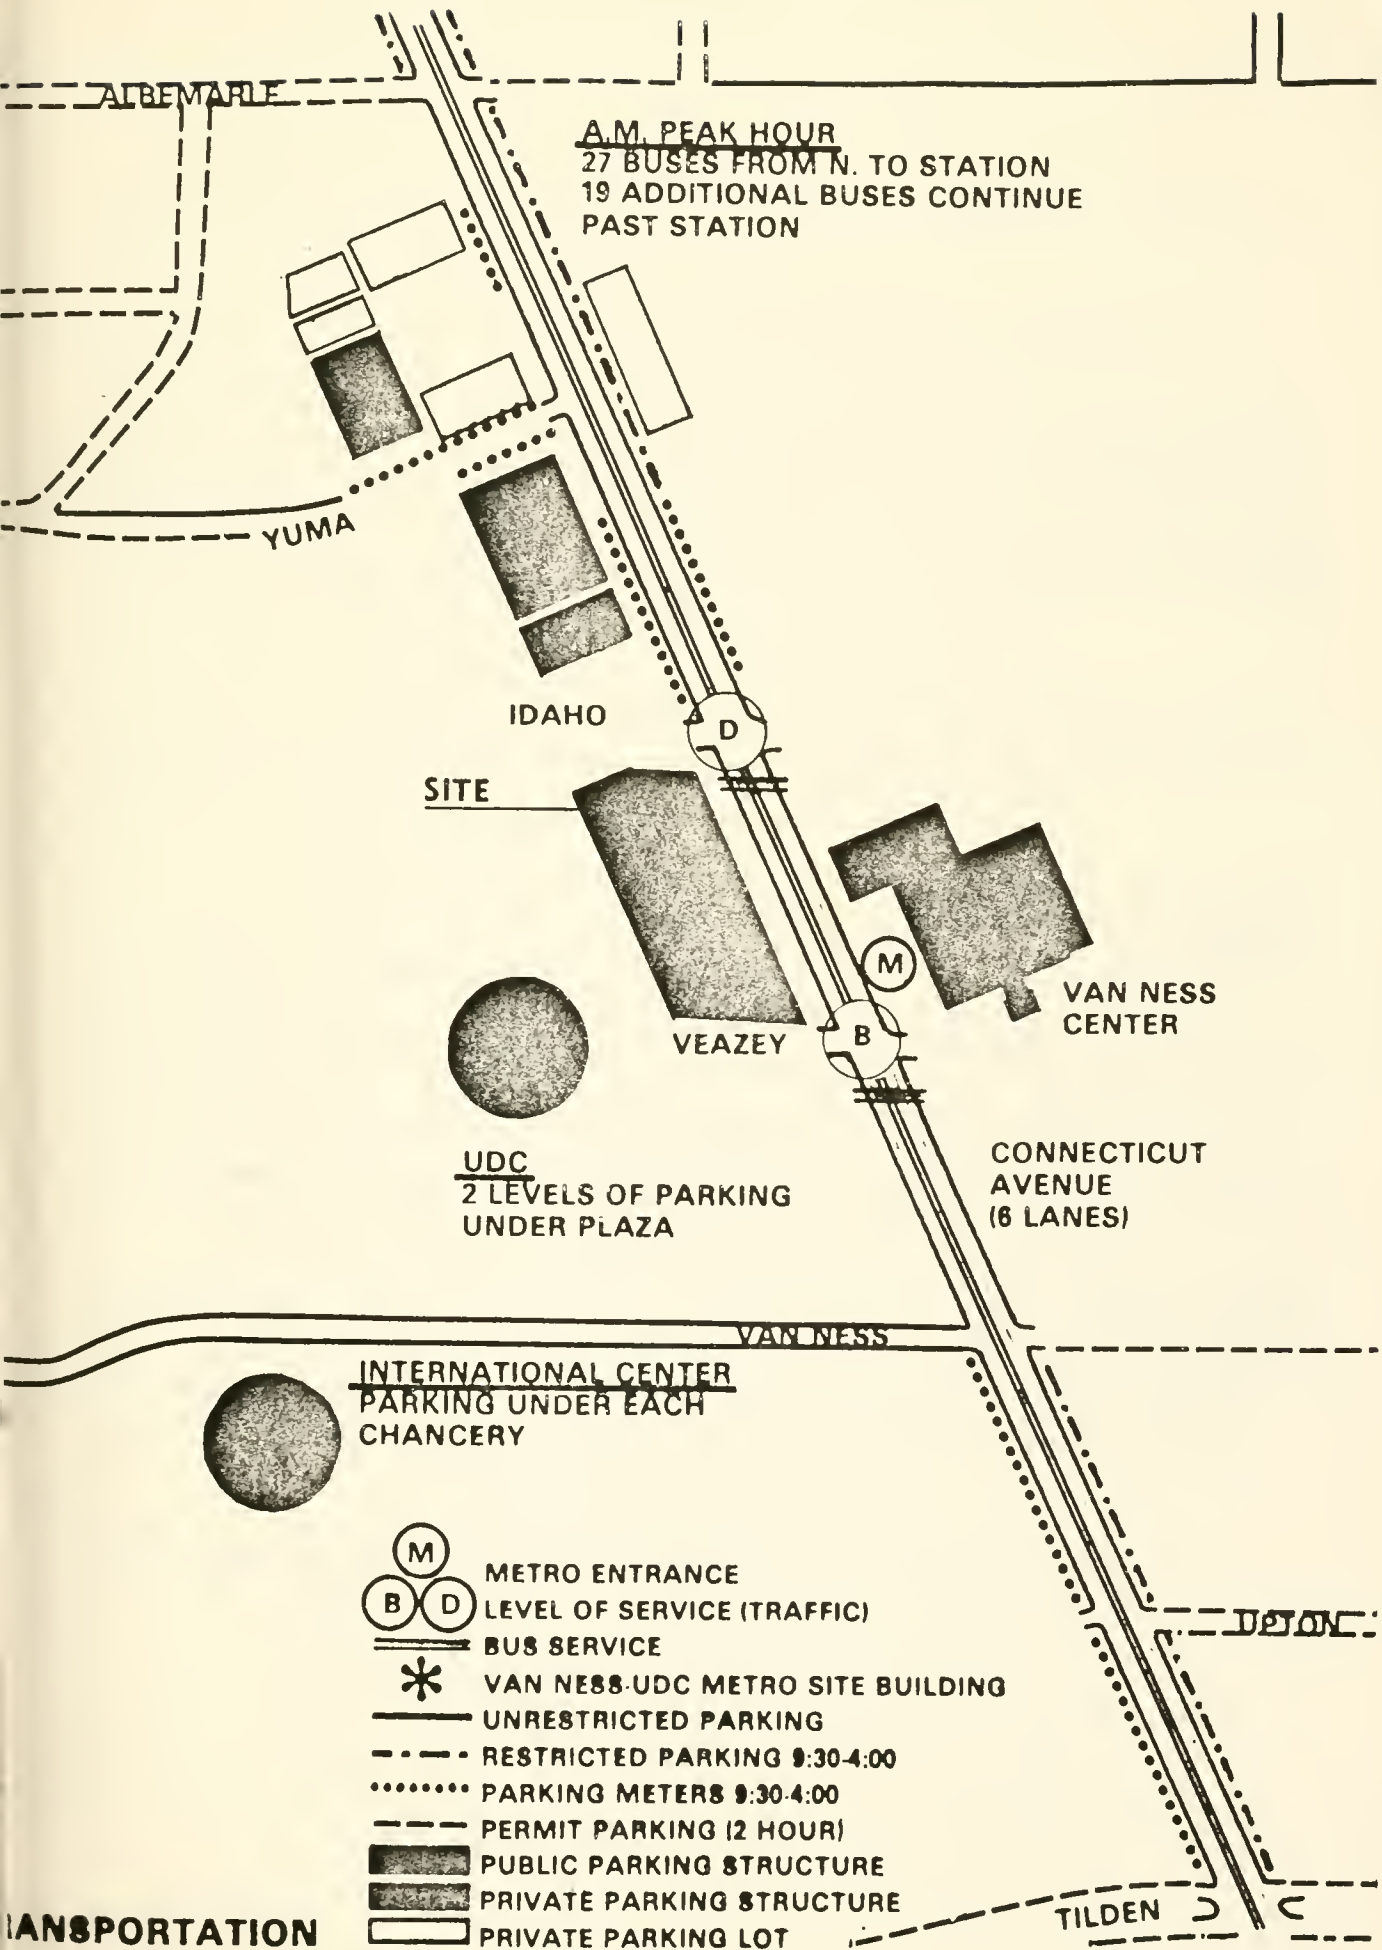 ALBEMARLE
A.M. PEAK HOUR
27 BUSES FROM N. TO STATION
19 ADDITIONAL BUSES CONTINUE
PAST STATION
YUMA
IDAHO
D
SITE
M
VAN NESS
CENTER
VEAZEY
B
UDC
2 LEVELS OF PARKING
UNDER PLAZA
CONNECTICUT
AVENUE
(6 LANES)
VAN NESS
INTERNATIONAL CENTER
PARKING UNDER EACH
CHANCERY
M
METRO ENTRANCE
B D LEVEL OF SERVICE (TRAFFIC)
BUS SERVICE
VAN NESS-UDC METRO SITE BUILDING
UNRESTRICTED PARKING
RESTRICTED PARKING 9:30-4:00
PARKING METERS 9:30-4:00
PERMIT PARKING (2 HOUR)
PUBLIC PARKING STRUCTURE
PRIVATE PARKING STRUCTURE
PRIVATE PARKING LOT
UPTON
TILDEN
RANSPORTATION